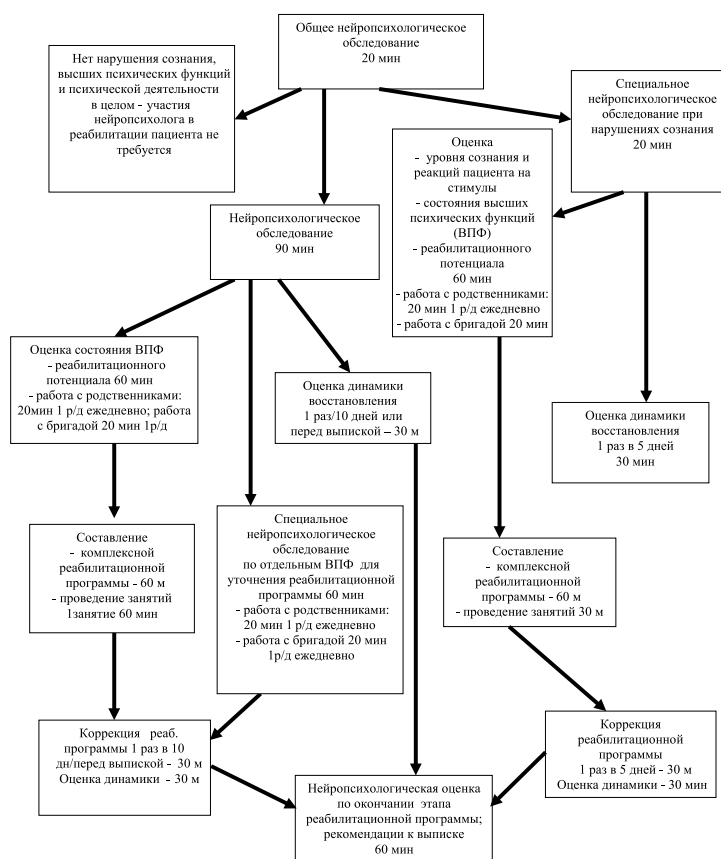 Общее нейропсихологическое
обследование
20 мин
Нет нарушения сознания,
высших психических функций
и психической деятельности
в целом - участия
нейропсихолога в
реабилитации пациента не
требуется
Специальное
нейропсихологическое
обследование при
нарушениях сознания
20 мин
Оценка
- уровня сознания и
реакций пациента на
стимулы
- состояния высших
психических функций
(ВПФ)
- реабилитационного
потенциала
60 мин
- работа с родственниками:
20 мин 1 р/д ежедневно
- работа с бригадой 20 мин
Нейропсихологическое
обследование
90 мин
Оценка состояния ВПФ
- реабилитационного
потенциала 60 мин
- работа с родственниками:
20мин 1 р/д ежедневно; работа
с бригадой 20 мин 1р/д
Оценка динамики
восстановления
1 раз/10 дней или
перед выпиской – 30 м
Оценка динамики
восстановления
1 раз в 5 дней
30 мин
Составление
- комплексной
реабилитационной
программы - 60 м
- проведение занятий
1занятие 60 мин
Специальное
нейропсихологическое
обследование
по отдельным ВПФ для
уточнения реабилитационной
программы 60 мин
- работа с родственниками:
20 мин 1 р/д ежедневно
- работа с бригадой 20 мин
1р/д ежедневно
Составление
- комплексной
реабилитационной
программы - 60 м
- проведение занятий 30 м
Коррекция реаб.
программы 1 раз в 10
дн/перед выпиской - 30 м
Оценка динамики - 30 м
Нейропсихологическая оценка
по окончании этапа
реабилитационной программы;
рекомендации к выписке
60 мин
Коррекция
реабилитационной
программы
1 раз в 5 дней - 30 м
Оценка динамики - 30 мин